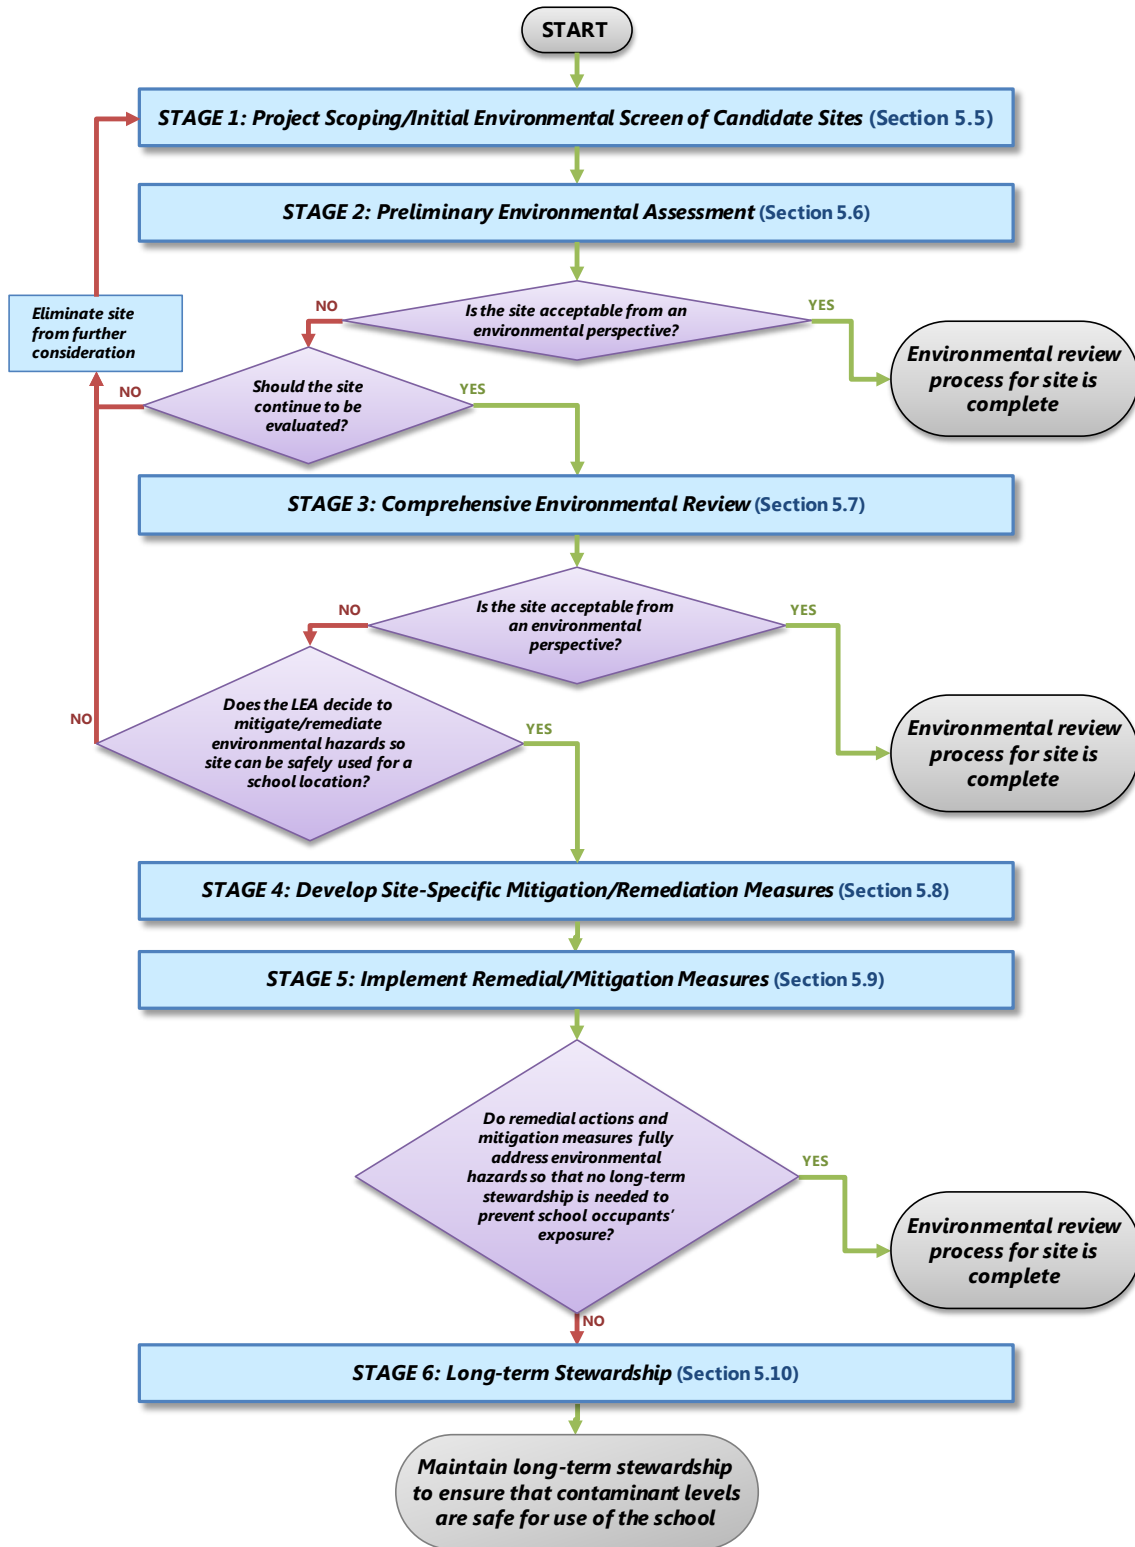 START
STAGE 1: Project Scoping/Initial Environmental Screen of Candidate Sites (Section 5.5)
STAGE 2: Preliminary Environmental Assessment (Section 5.6)
Eliminate site
from further
consideration
NO
Is the site acceptable from an
environmental perspective?
YES
Environmental review
process for site is
complete
NO
Should the site
continue to be
evaluated?
YES
STAGE 3: Comprehensive Environmental Review (Section 5.7)
NO
Is the site acceptable from
an environmental
perspective?
YES
Environmental review
process for site is
complete
NO
Does the LEA decide to
mitigate/remediate
environmental hazards so
site can be safely used for a
school location?
YES
STAGE 4: Develop Site-Specific Mitigation/Remediation Measures (Section 5.8)
STAGE 5: Implement Remedial/Mitigation Measures (Section 5.9)
Do remedial actions and
mitigation measures fully
address environmental
hazards so that no long-term
stewardship is needed to
prevent school occupants'
exposure?
YES
Environmental review
process for site is
complete
NO
STAGE 6: Long-term Stewardship (Section 5.10)
Maintain long-term stewardship
to ensure that contaminant levels
are safe for use of the school